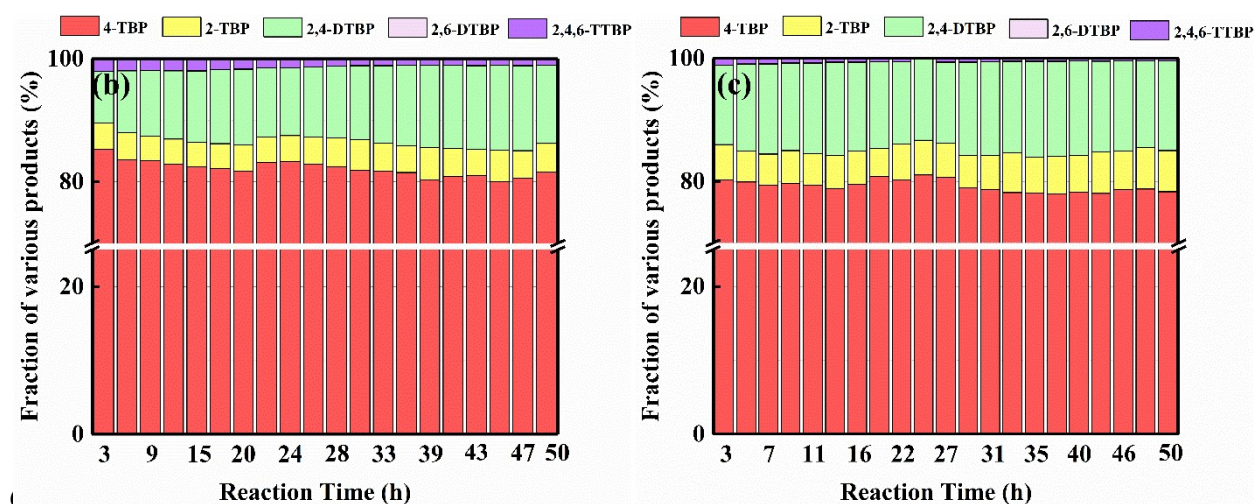 4-TBP 2-TBP 2,4-DTBP 2,6-DTBP 2,4,6-TTBP
(b)
Fraction of various products (%)
100
80
20
0
3 9 15 20 24 28 33 39 43 47 50
Reaction Time (h)
4-TBP 2-TBP 2,4-DTBP 2,6-DTBP 2,4,6-TTBP
(c)
Fraction of various products (%)
100
80
20
0
3 7 11 16 22 27 31 35 40 46 50
Reaction Time (h)